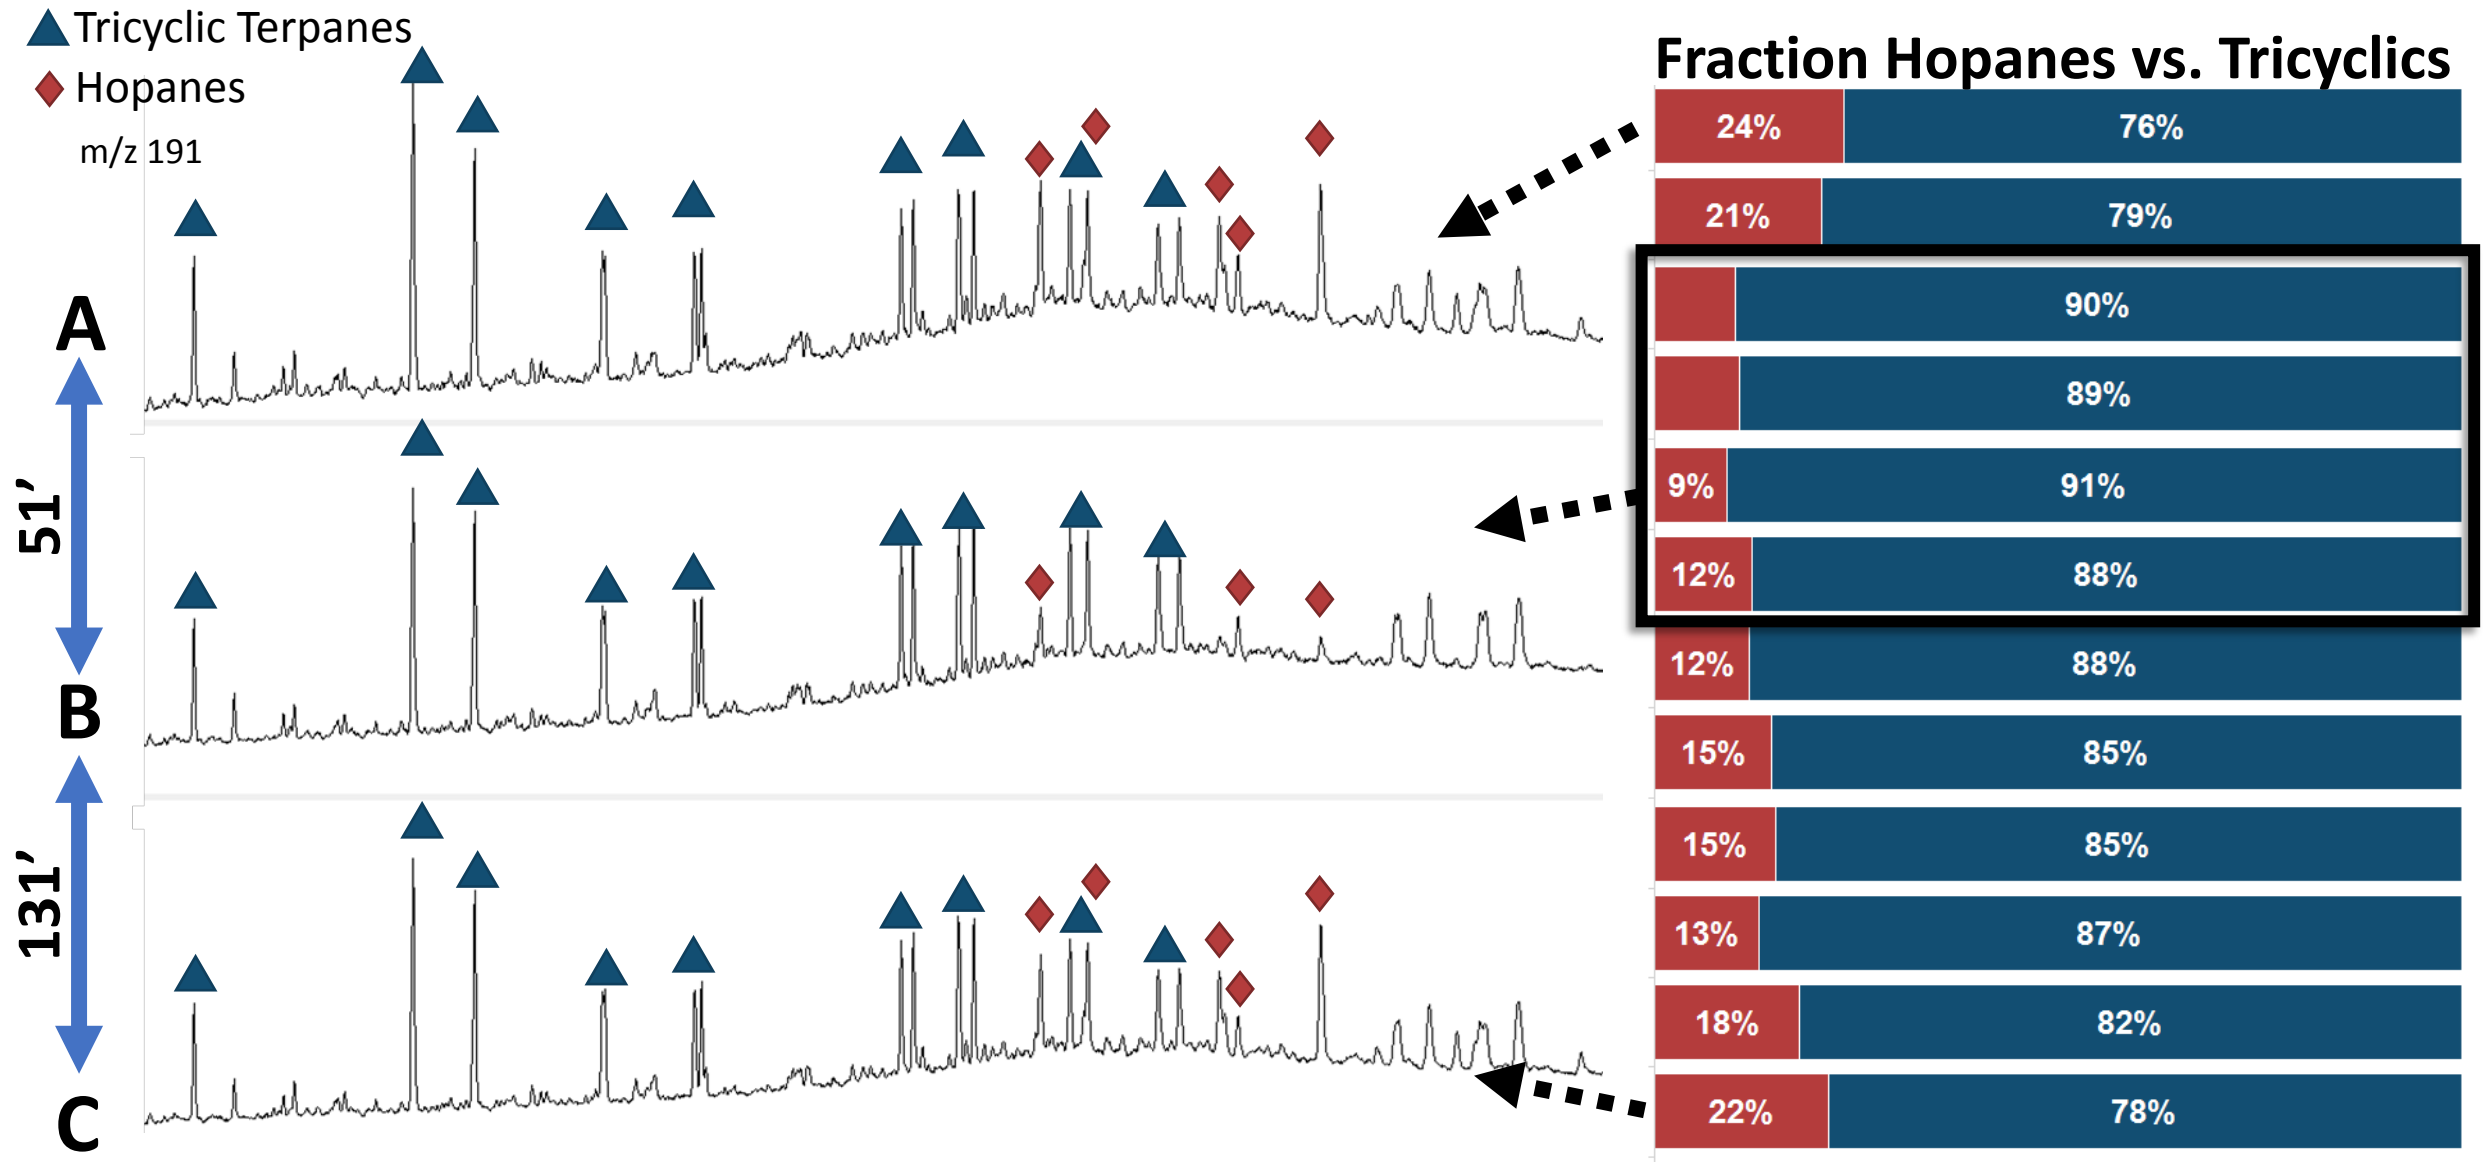 Tricyclic Terpanes
Hopanes
m/z 191
A
51’
B
131’
C
Fraction Hopanes vs. Tricyclics
24% 76%
21% 79%
90%
89%
9% 91%
12% 88%
12% 88%
15% 85%
15% 85%
13% 87%
18% 82%
22% 78%